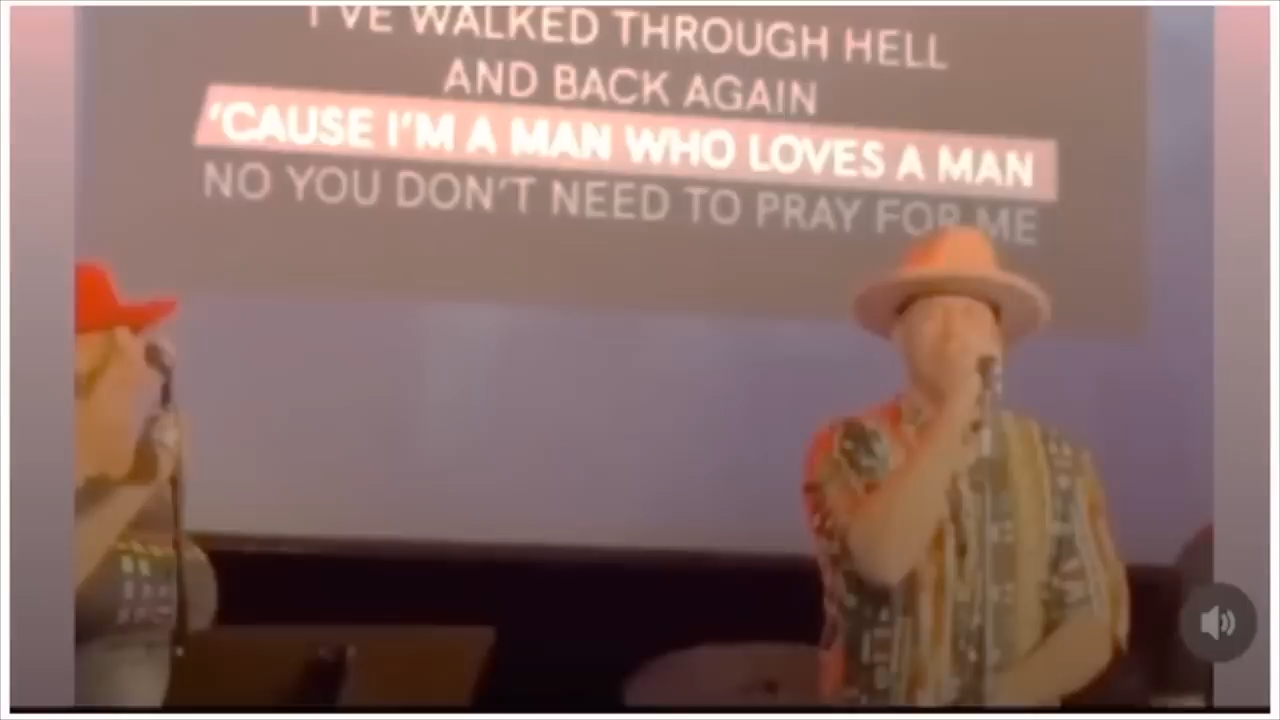 I'VE WALKED THROUGH HELL
AND BACK AGAIN
'CAUSE I'M A MAN WHO LOVES A MAN
NO YOU DON'T NEED TO PRAY FOR ME